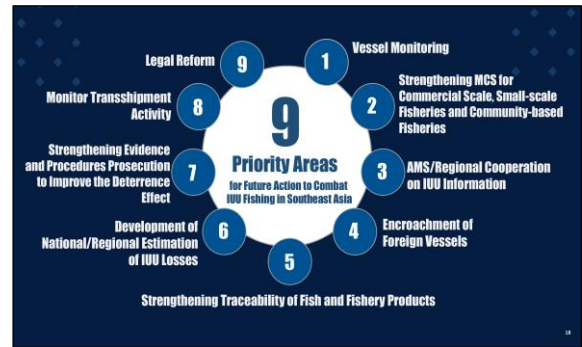 9
Priority Areas
for Future Action to Combat
IUU Fishing in Southeast Asia
1
Vessel Monitoring
2
Strengthening MCS for
Commercial Scale, Small-scale
Fisheries and Community-based
Fisheries
3
AMS/Regional Cooperation
on IUU Information
4
Encroachment of
Foreign Vessels
5
Strengthening Traceability of Fish and Fishery Products
6
Development of
National/Regional Estimation
of IUU Losses
7
Strengthening Evidence
and Procedures Prosecution
to Improve the Deterrence
Effect
8
Monitor Transshipment
Activity
9
Legal Reform